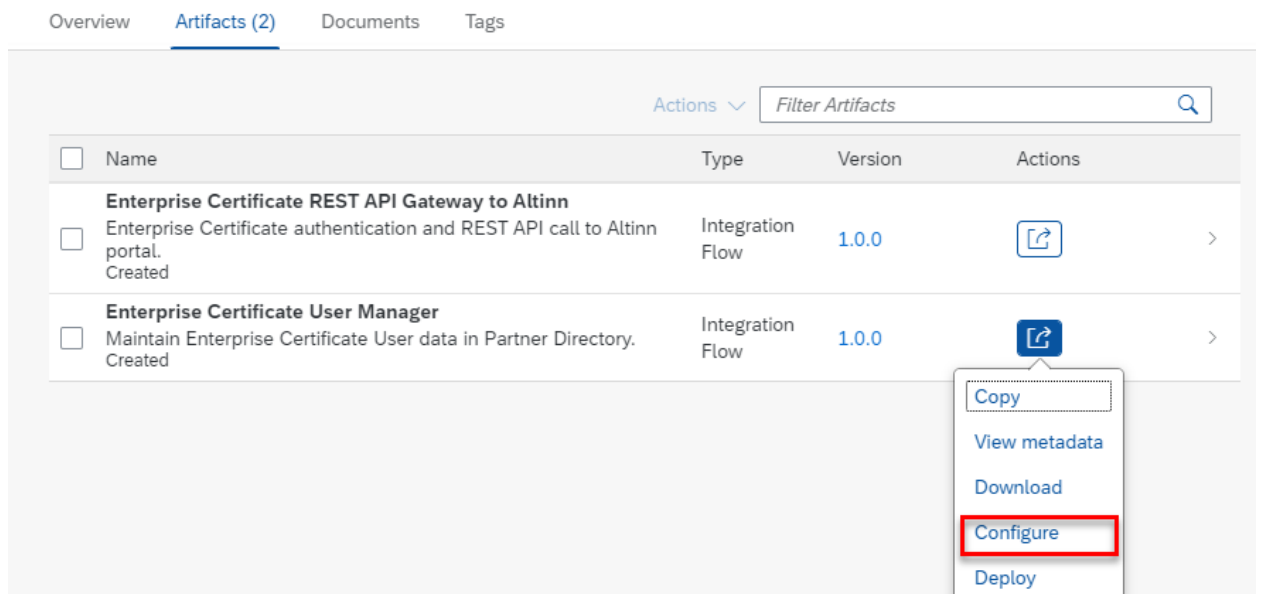 Overview Artifacts (2) Documents Tags
Actions Filter Artifacts
Name Type Version Actions
Enterprise Certificate REST API Gateway to Altinn
Enterprise Certificate authentication and REST API call to Altinn
portal.
Created
Integration
Flow
1.0.0
Enterprise Certificate User Manager
Maintain Enterprise Certificate User data in Partner Directory.
Created
Integration
Flow
1.0.0
Copy
View metadata
Download
Configure
Deploy